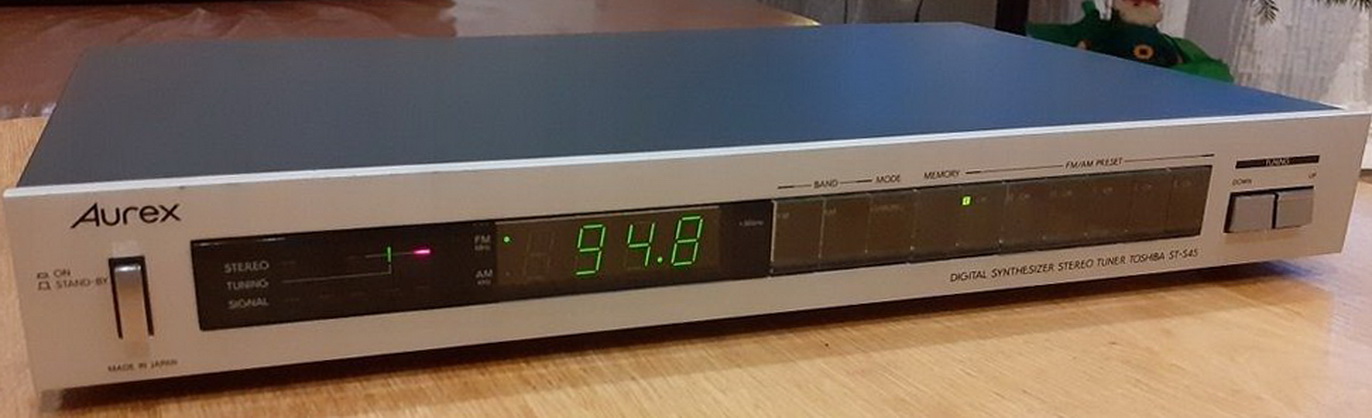 Aurex
ON
STAND-BY
MADE IN JAPAN
STEREO
TUNING
SIGNAL
FM
MHz
AM
kHz
94.8
BAND
MODE
MEMORY
FM/AM PRESET
TUNING
DOWN
UP
DIGITAL SYNTHESIZER STEREO TUNER TOSHIBA ST-S45